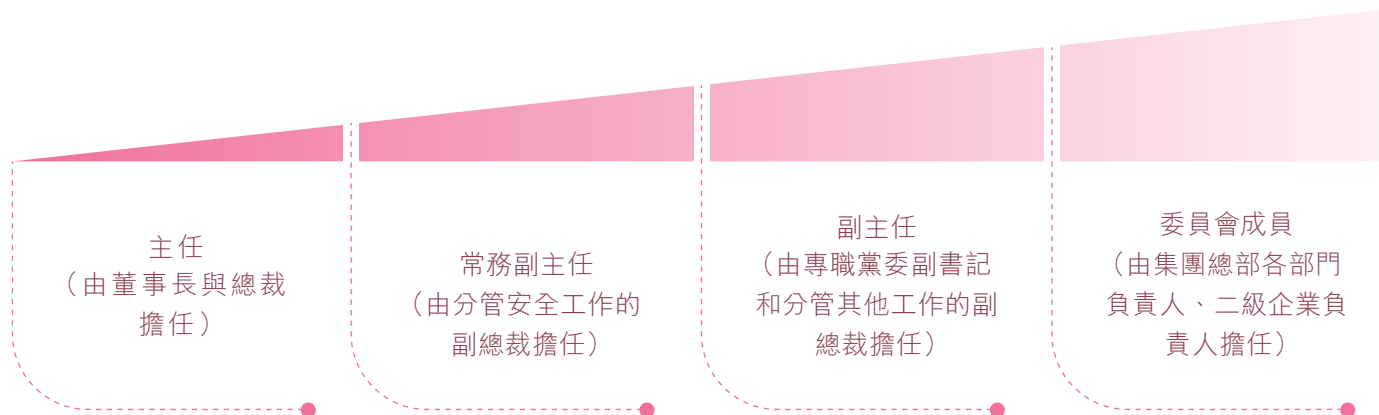 主任
（由董事長與總裁
擔任）
常務副主任
（由分管安全工作的
副總裁擔任）
副主任
（由專職黨委副書記
和分管其他工作的副
總裁擔任）
委員會成員
（由集團總部各部門
負責人、二級企業負
責人擔任）